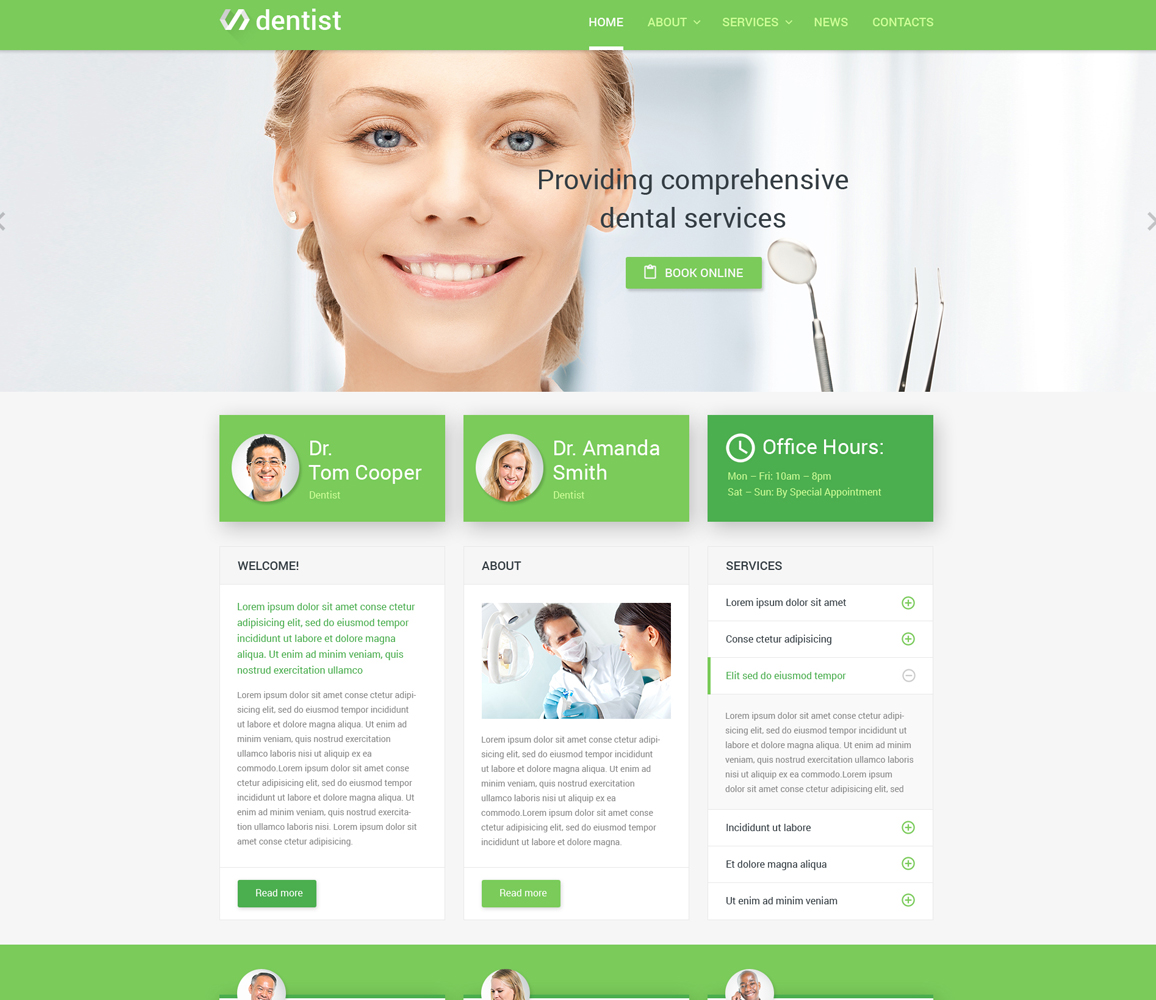 dentist
HOME
ABOUT
SERVICES
NEWS
CONTACTS
Providing comprehensive
dental services
BOOK ONLINE
Dr.
Tom Cooper
Dentist
Dr. Amanda
Smith
Dentist
Office Hours:
Mon – Fri: 10am – 8pm
Sat – Sun: By Special Appointment
WELCOME!
Lorem ipsum dolor sit amet conse ctetur
adipisicing elit, sed do eiusmod tempor
incididunt ut labore et dolore magna
aliqua. Ut enim ad minim veniam, quis
nostrud exercitation ullamco
Lorem ipsum dolor sit amet conse ctetur adipi-
sicing elit, sed do eiusmod tempor incididunt
ut labore et dolore magna aliqua. Ut enim ad
minim veniam, quis nostrud exercitation
ullamco laboris nisi ut aliquip ex ea
commodo.Lorem ipsum dolor sit amet conse
ctetur adipisicing elit, sed do eiusmod tempor
incididunt ut labore et dolore magna aliqua. Ut
enim ad minim veniam, quis nostrud exercita-
tion ullamco laboris nisi. Lorem ipsum dolor sit
amet conse ctetur adipisicing.
Read more
ABOUT
Lorem ipsum dolor sit amet conse ctetur adipi-
sicing elit, sed do eiusmod tempor incididunt
ut labore et dolore magna aliqua. Ut enim ad
minim veniam, quis nostrud exercitation
ullamco laboris nisi ut aliquip ex ea
commodo.Lorem ipsum dolor sit amet conse
ctetur adipisicing elit, sed do eiusmod tempor
incididunt ut labore et dolore magna.
Read more
SERVICES
Lorem ipsum dolor sit amet
Conse ctetur adipisicing
Elit sed do eiusmod tempor
Lorem ipsum dolor sit amet conse ctetur adipi-
sicing elit, sed do eiusmod tempor incididunt ut
labore et dolore magna aliqua. Ut enim ad minim
veniam, quis nostrud exercitation ullamco laboris
nisi ut aliquip ex ea commodo.Lorem ipsum
dolor sit amet conse ctetur adipisicing elit, sed
Incididunt ut labore
Et dolore magna aliqua
Ut enim ad minim veniam